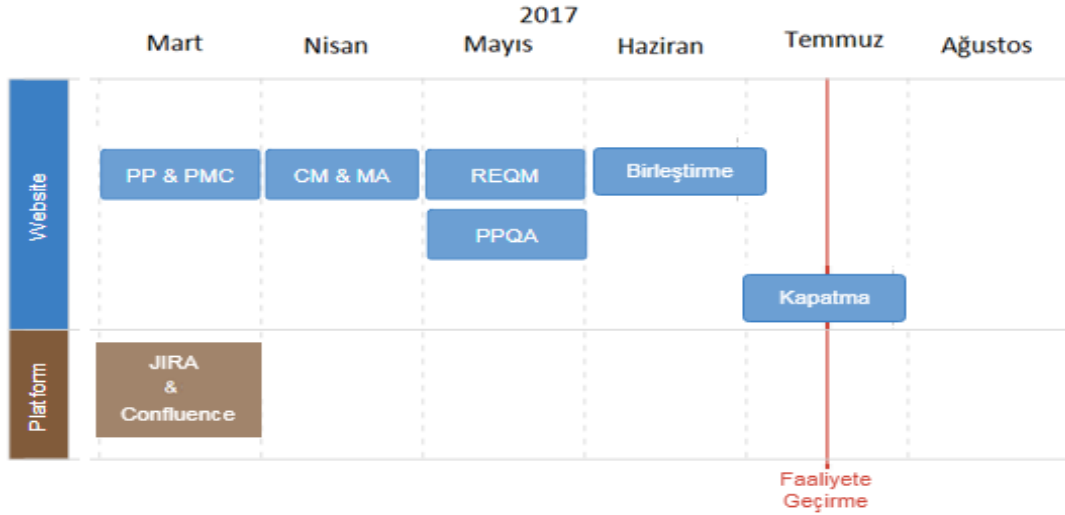 2017
Mart Nisan Mayıs Haziran Temmuz Ağustos
Website
PP & PMC CM & MA REQM Birleştirme
PPQA
Kapatma
Platform
JIRA
&
Confluence
Faaliyete
Geçirme